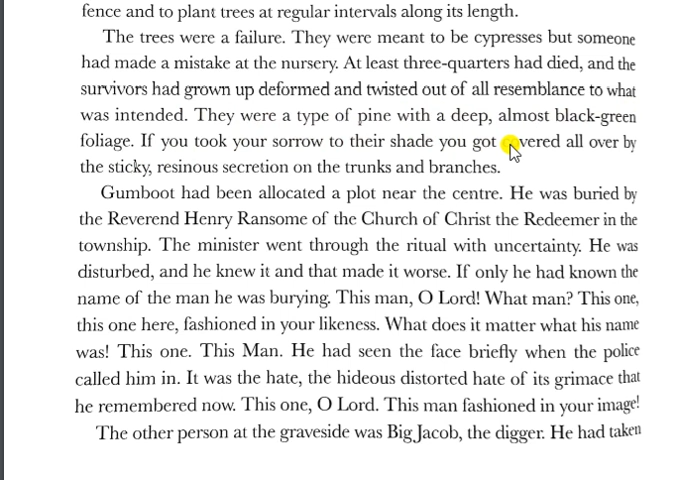 fence and to plant trees at regular intervals along its length.
The trees were a failure. They were meant to be cypresses but someone
had made a mistake at the nursery. At least three-quarters had died, and the
survivors had grown up deformed and twisted out of all resemblance to what
was intended. They were a type of pine with a deep, almost black-green
foliage. If you took your sorrow to their shade you got covered all over by
the sticky, resinous secretion on the trunks and branches.
Gumboot had been allocated a plot near the centre. He was buried by
the Reverend Henry Ransome of the Church of Christ the Redeemer in the
township. The minister went through the ritual with uncertainty. He was
disturbed, and he knew it and that made it worse. If only he had known the
name of the man he was burying. This man, O Lord! What man? This one,
this one here, fashioned in your likeness. What does it matter what his name
was! This one. This Man. He had seen the face briefly when the police
called him in. It was the hate, the hideous distorted hate of its grimace that
he remembered now. This one, O Lord. This man fashioned in your image!
The other person at the graveside was Big Jacob, the digger. He had taken